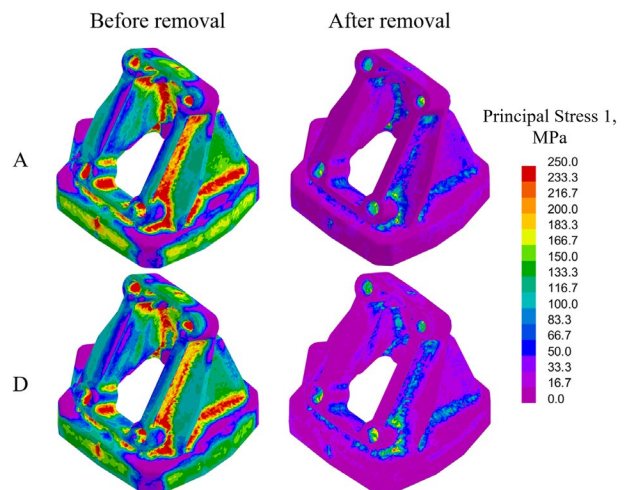 Before removal
After removal
A
D
Principal Stress 1,
MPa
250.0
233.3
216.7
200.0
183.3
166.7
150.0
133.3
116.7
100.0
83.3
66.7
50.0
33.3
16.7
0.0